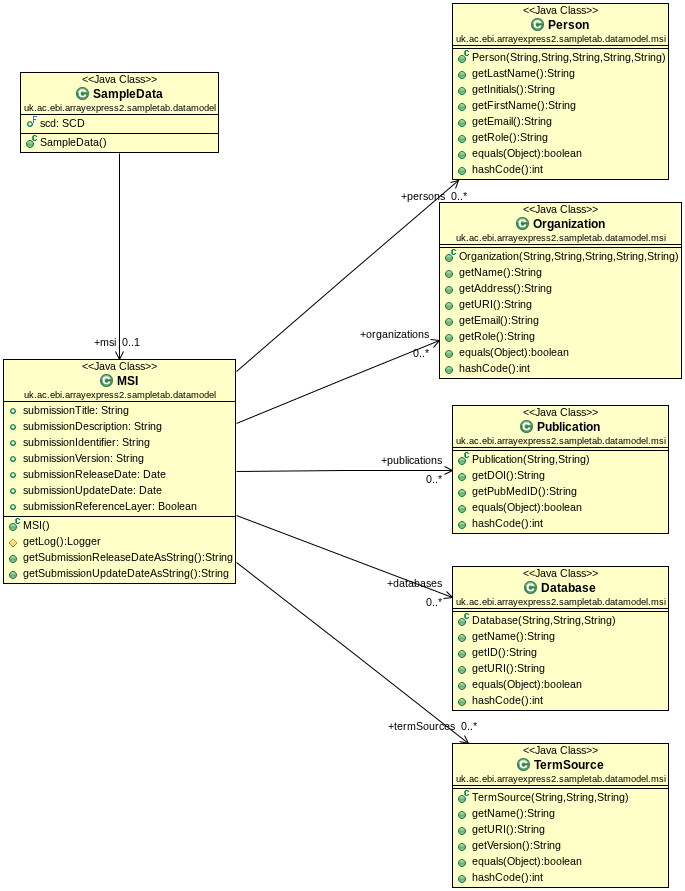 <<Java Class>>
SampleData
uk.ac.ebi.arrayexpress2.sampletab.datamodel
scd: SCD
SampleData()
+msi 0..1
<<Java Class>>
MSI
uk.ac.ebi.arrayexpress2.sampletab.datamodel
submissionTitle: String
submissionDescription: String
submissionIdentifier: String
submissionVersion: String
submissionReleaseDate: Date
submissionUpdateDate: Date
submissionReferenceLayer: Boolean
MSI()
getLog():Logger
getSubmissionReleaseDateAsString():String
getSubmissionUpdateDateAsString():String
<<Java Class>>
Person
uk.ac.ebi.arrayexpress2.sampletab.datamodel.msi
Person(String,String,String,String,String)
getLastName():String
getInitials():String
getFirstName():String
getEmail():String
getRole():String
equals(Object):boolean
hashCode():int
+persons 0..*
<<Java Class>>
Organization
uk.ac.ebi.arrayexpress2.sampletab.datamodel.msi
Organization(String,String,String,String,String)
getName():String
getAddress():String
getURI():String
getEmail():String
getRole():String
equals(Object):boolean
hashCode():int
+organizations
0..*
<<Java Class>>
Publication
uk.ac.ebi.arrayexpress2.sampletab.datamodel.msi
Publication(String,String)
getDOI():String
getPubMedID():String
equals(Object):boolean
hashCode():int
+publications
0..*
<<Java Class>>
Database
uk.ac.ebi.arrayexpress2.sampletab.datamodel.msi
Database(String,String,String)
getName():String
getID():String
getURI():String
equals(Object):boolean
hashCode():int
+databases
0..*
+termSources 0..*
<<Java Class>>
TermSource
uk.ac.ebi.arrayexpress2.sampletab.datamodel.msi
TermSource(String,String,String)
getName():String
getURI():String
getVersion():String
equals(Object):boolean
hashCode():int